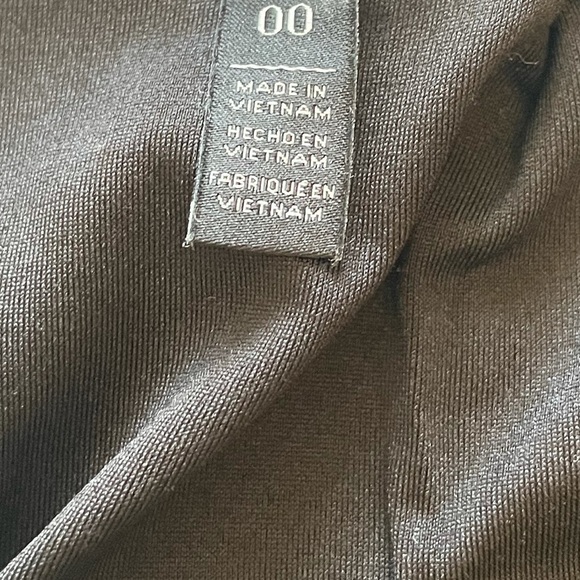 00
MADE IN
VIETNAM
HECHO EN
VIETNAM
FABRIQUE EN
VIETNAM